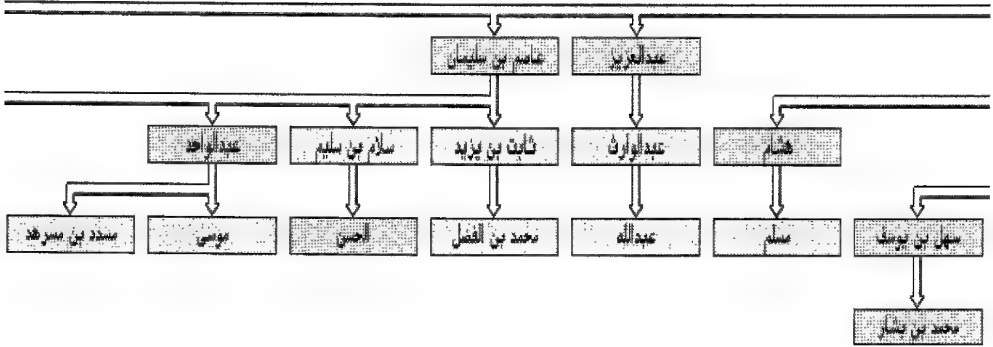 عبدالعزيز
عاصم بن سليمان
هشام
عبدالوارث
ثابت بن يزيد
سلام بن سليم
عبدالواحد
سهل بن يوسف
مسلم
عبدالله
محمد بن الفضل
الحسن
موسى
مسدد بن مسرهد
محمد بن بشار